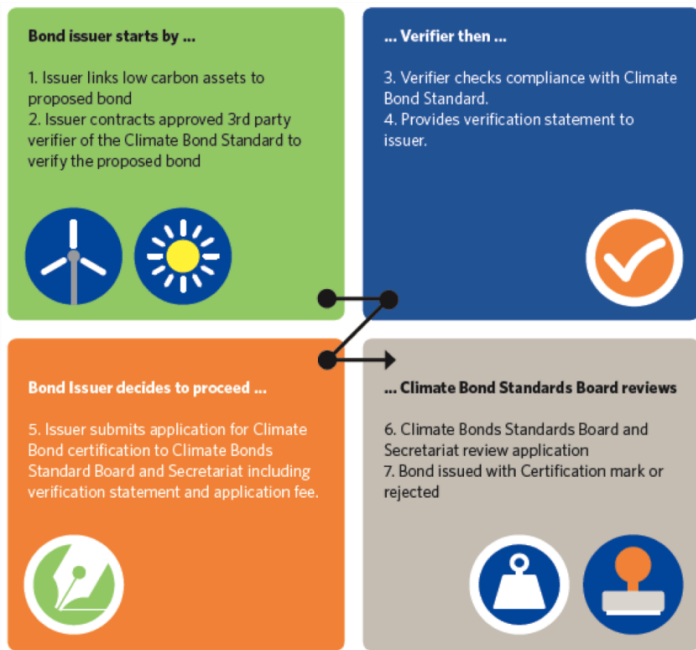 Bond issuer starts by ...
1. Issuer links low carbon assets to
proposed bond
2. Issuer contracts approved 3rd party
verifier of the Climate Bond Standard to
verify the proposed bond
... Verifier then ...
3. Verifier checks compliance with Climate
Bond Standard.
4. Provides verification statement to
issuer.
Bond Issuer decides to proceed ...
5. Issuer submits application for Climate
Bond certification to Climate Bonds
Standard Board and Secretariat including
verification statement and application fee.
... Climate Bond Standards Board reviews
6. Climate Bonds Standards Board and
Secretariat review application
7. Bond issued with Certification mark or
rejected